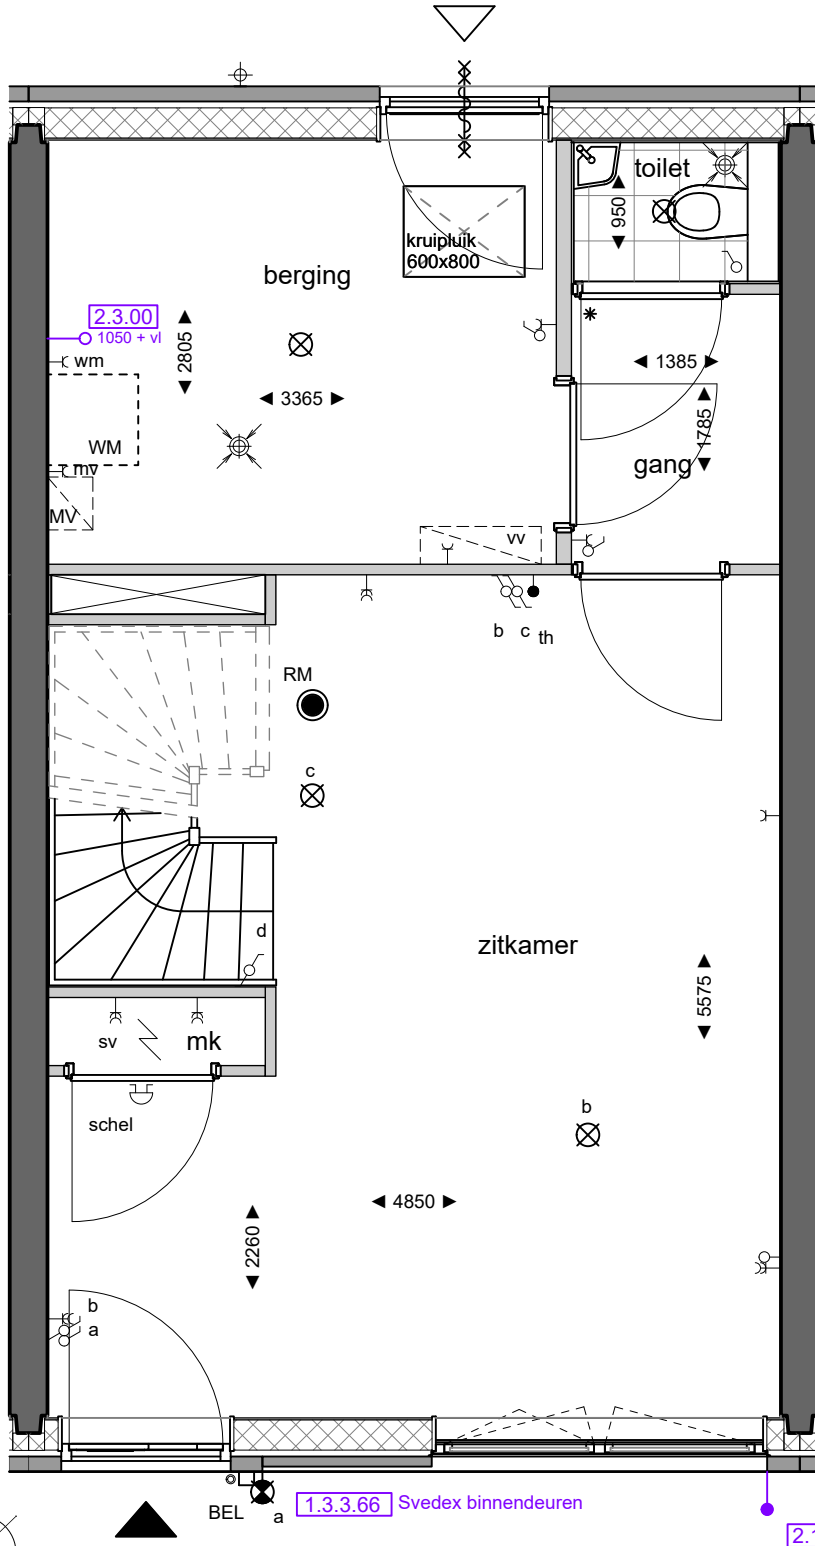 toilet
950
kruipluik
600x800
berging
2.3.00
1050 + vl
2805
wm
3365
1385
WM
1785
mv
gang
MV
vv
b c th
RM
c
zitkamer
d
5575
sv
mk
schel
b
4850
2260
b
a
BEL
a
1.3.3.66
Svedex binnendeuren